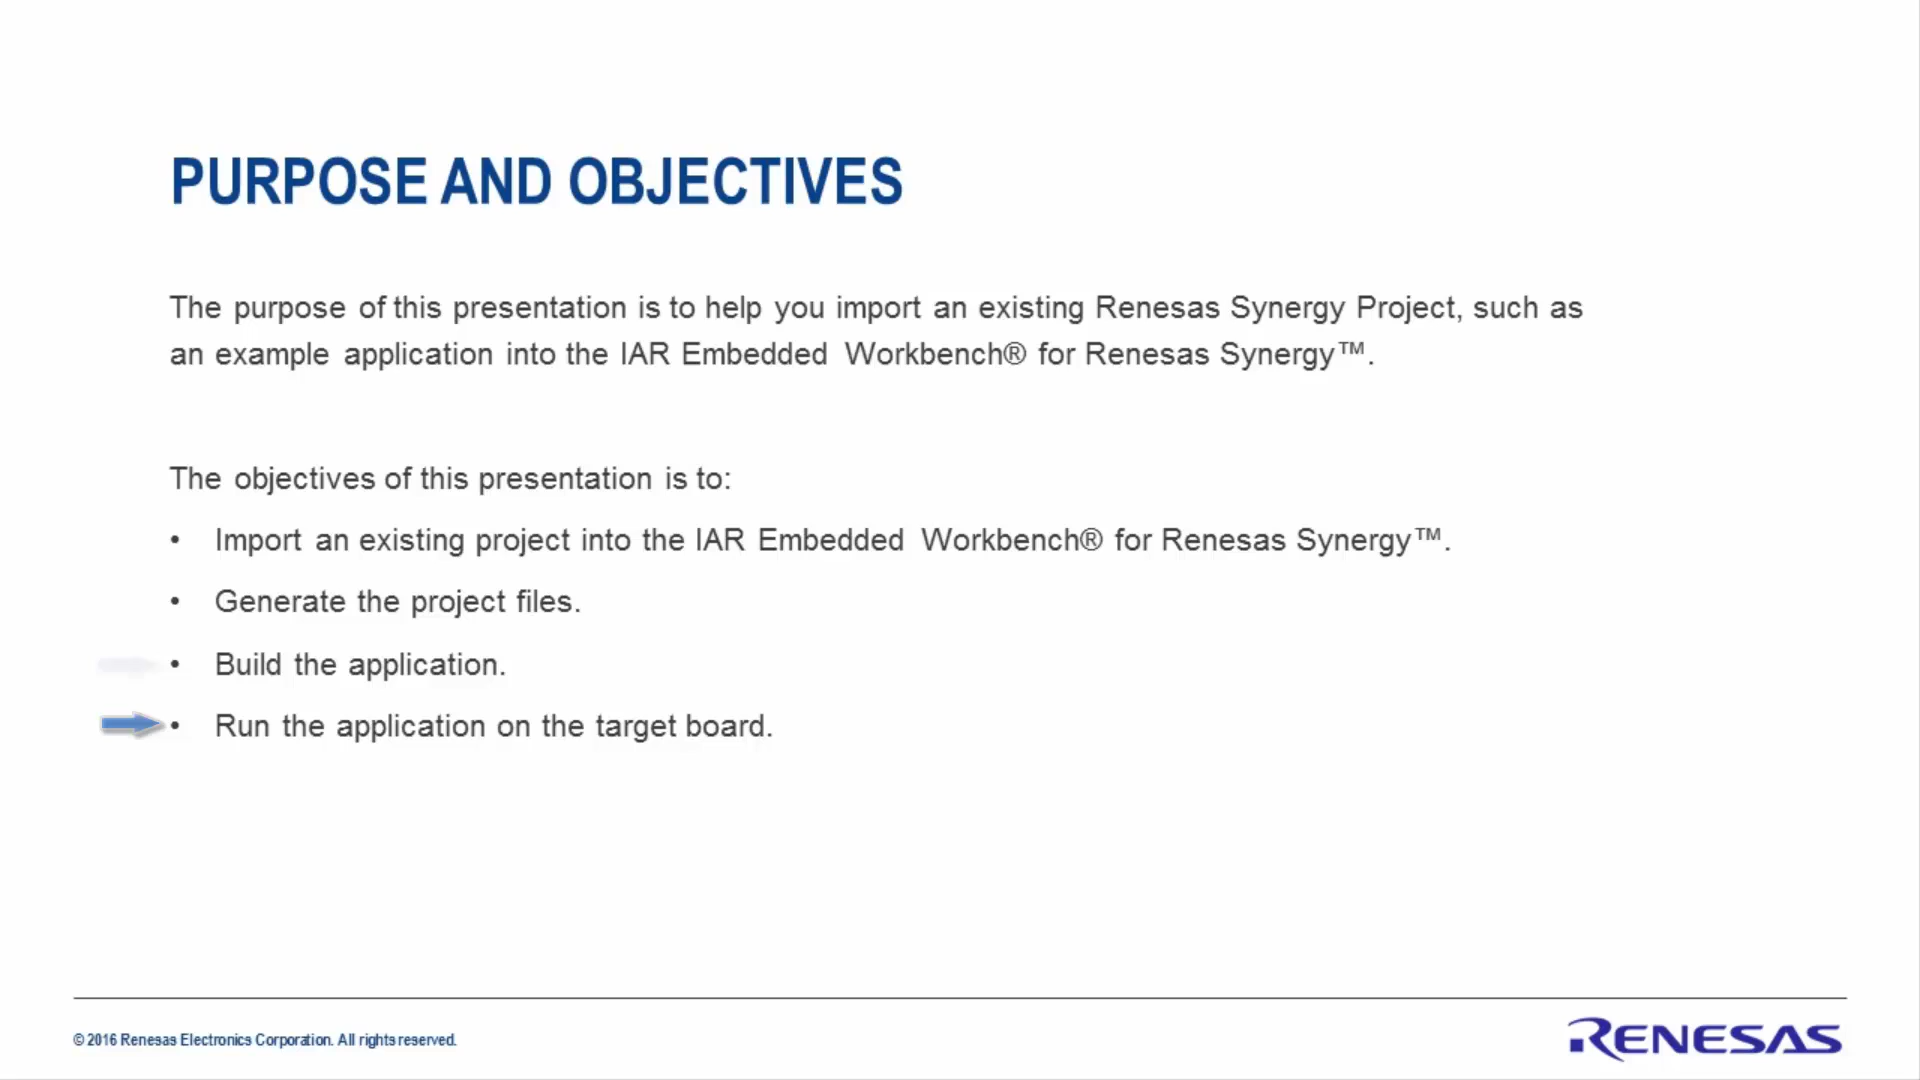 PURPOSE AND OBJECTIVES
The purpose of this presentation is to help you import an existing Renesas Synergy Project, such as
an example application into the IAR Embedded Workbench® for Renesas Synergy™.
The objectives of this presentation is to:
• Import an existing project into the IAR Embedded Workbench® for Renesas Synergy™.
• Generate the project files.
• Build the application.
• Run the application on the target board.
© 2016 Renesas Electronics Corporation. All rights reserved.
RENESAS